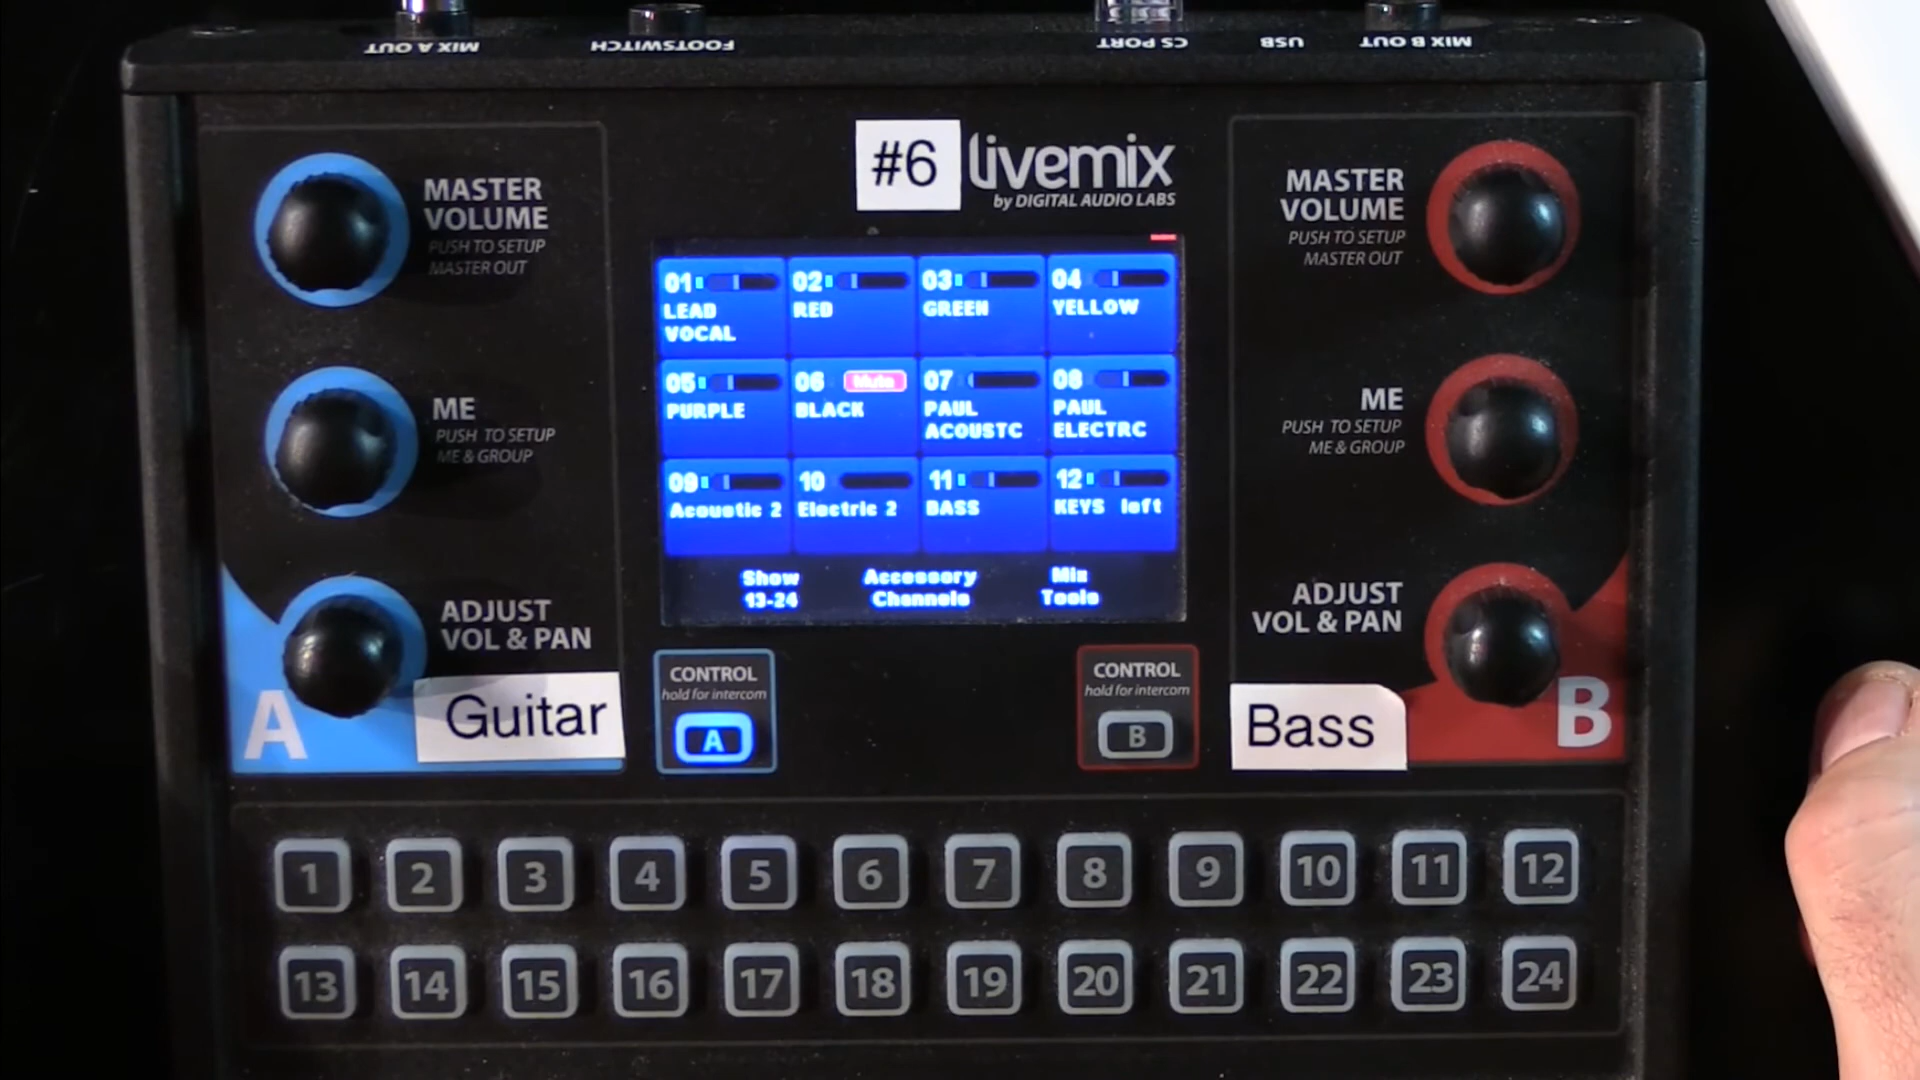 MIX A OUT
FOOTSWITCH
CS PORT
USB
MIX B OUT
#6
livemix
by DIGITAL AUDIO LABS
MASTER
VOLUME
PUSH TO SETUP
MASTER OUT
ME
PUSH TO SETUP
ME & GROUP
ADJUST
VOL & PAN
A
Guitar
01
LEAD
VOCAL
02
RED
03
GREEN
04
YELLOW
05
PURPLE
06 Mute
BLACK
07
PAUL
ACOUSTC
08
PAUL
ELECTRC
09
Acoustic 2
10
Electric 2
11
BASS
12
KEYS left
Show
13-24
Accessory
Channels
Mix
Tools
CONTROL
hold for intercom
A
CONTROL
hold for intercom
B
MASTER
VOLUME
PUSH TO SETUP
MASTER OUT
ME
PUSH TO SETUP
ME & GROUP
ADJUST
VOL & PAN
Bass
B
1 2 3 4 5 6 7 8 9 10 11 12
13 14 15 16 17 18 19 20 21 22 23 24